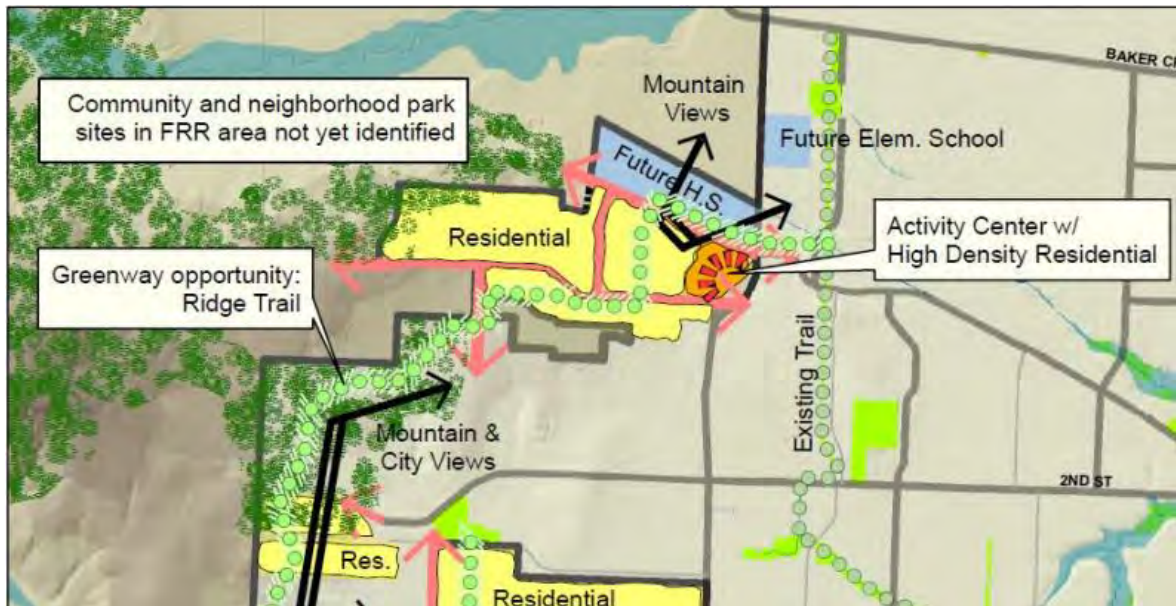 BAKER C
Community and neighborhood park
sites in FRR area not yet identified
Mountain
Views
Future Elem. School
Future H.S.
Activity Center w/
High Density Residential
Residential
Greenway opportunity:
Ridge Trail
Existing Trail
Mountain &
City Views
2ND ST
Res.
Residential